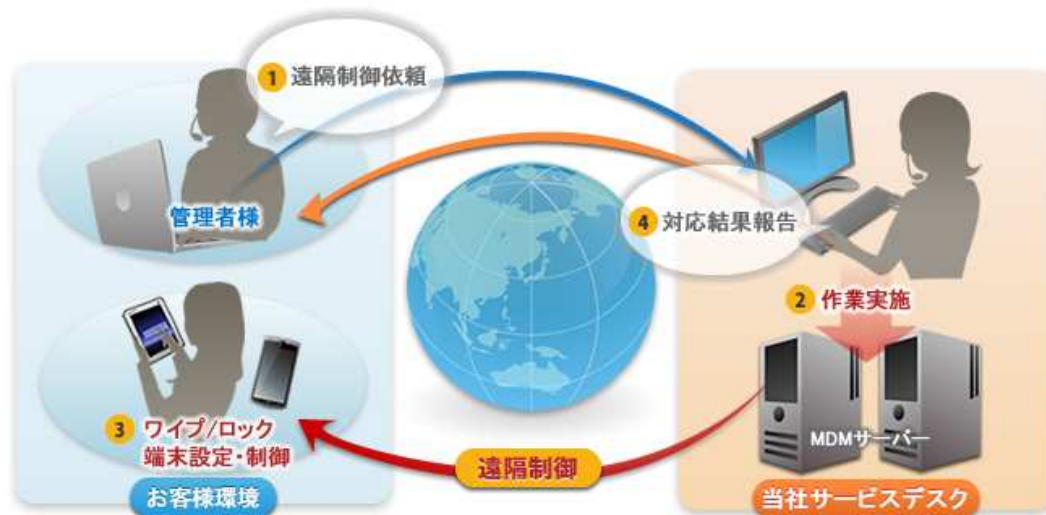 1 遠隔制御依頼
管理者様
4 対応結果報告
2 作業実施
3 ワイプ/ロック
端末設定・制御
MDMサーバー
遠隔制御
お客様環境
当社サービスデスク